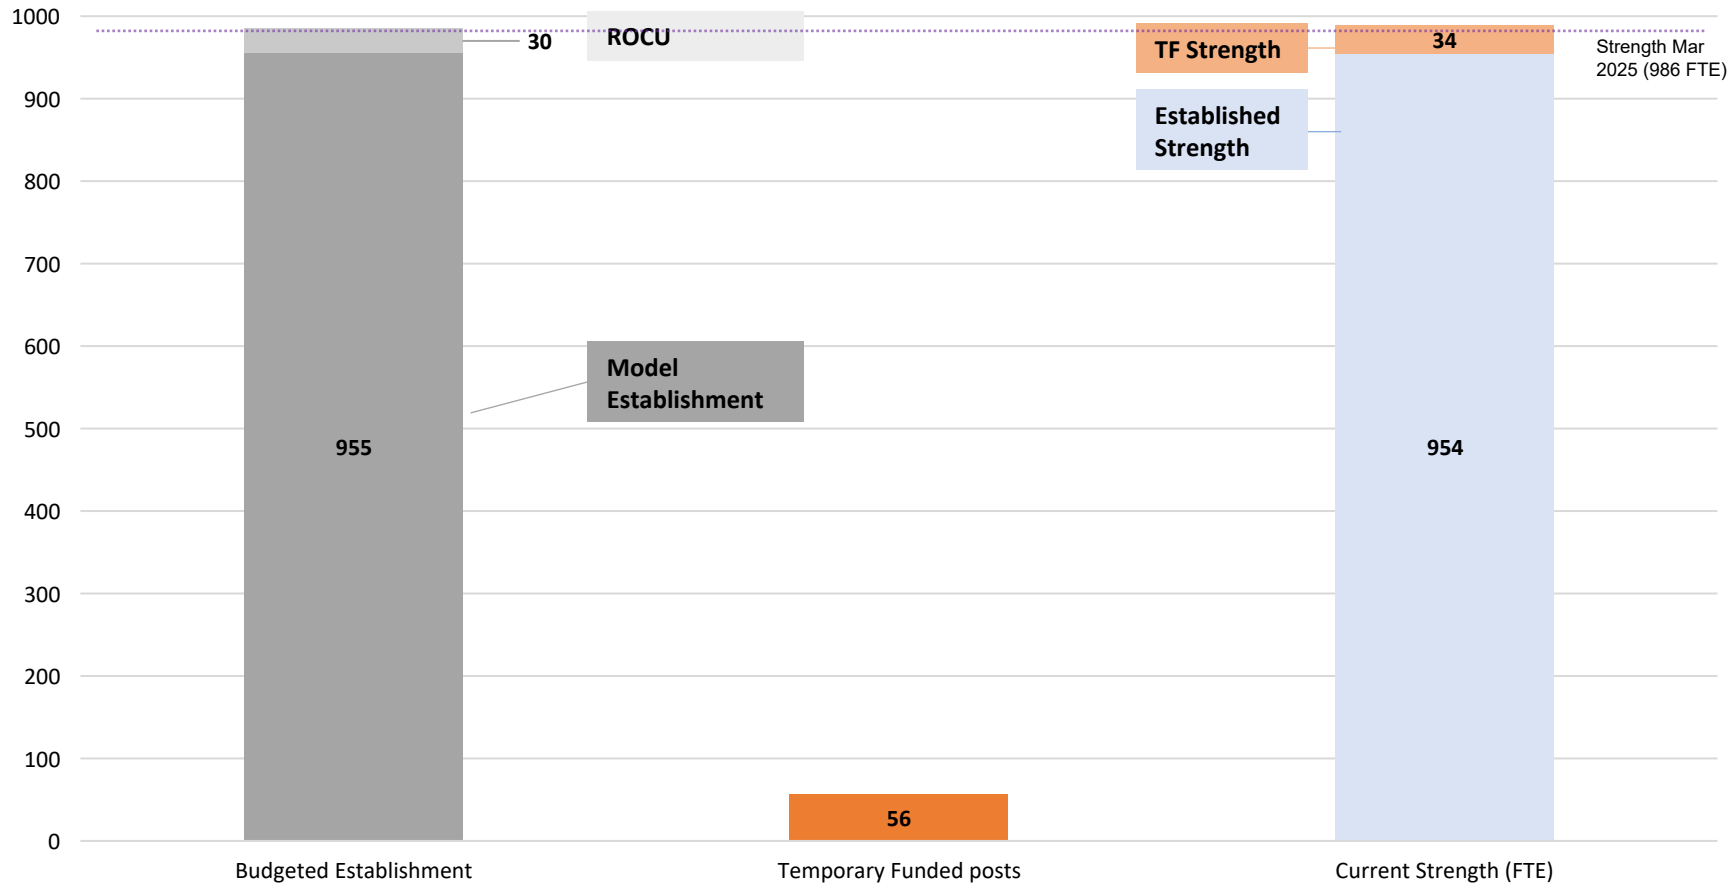 1000
900
800
700
600
500
400
300
200
100
0
30
ROCU
Model
Establishment
955
56
TF Strength
Established
Strength
34
954
Strength Mar
2025 (986 FTE)
Budgeted Establishment
Temporary Funded posts
Current Strength (FTE)